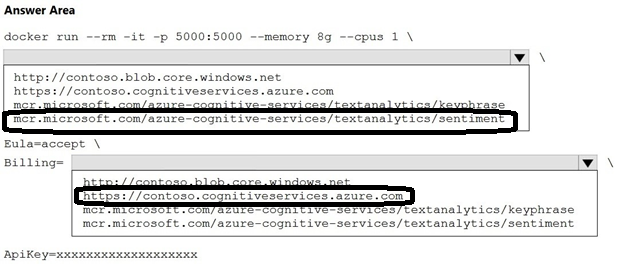 Answer Area
docker run --rm -it -p 5000:5000 --memory 8g --cpus 1 \
\
http://contoso.blob.core.windows.net
https://contoso.cognitiveservices.azure.com
mcr.microsoft.com/azure-cognitive-services/textanalytics/keyphrase
mcr.microsoft.com/azure-cognitive-services/textanalytics/sentiment
Eula=accept \
Billing= \
http://contoso.blob.core.windows.net
https://contoso.cognitiveservices.azure.com
mcr.microsoft.com/azure-cognitive-services/textanalytics/keyphrase
mcr.microsoft.com/azure-cognitive-services/textanalytics/sentiment
ApiKey=xxxxxxxxxxxxxxxxxxx